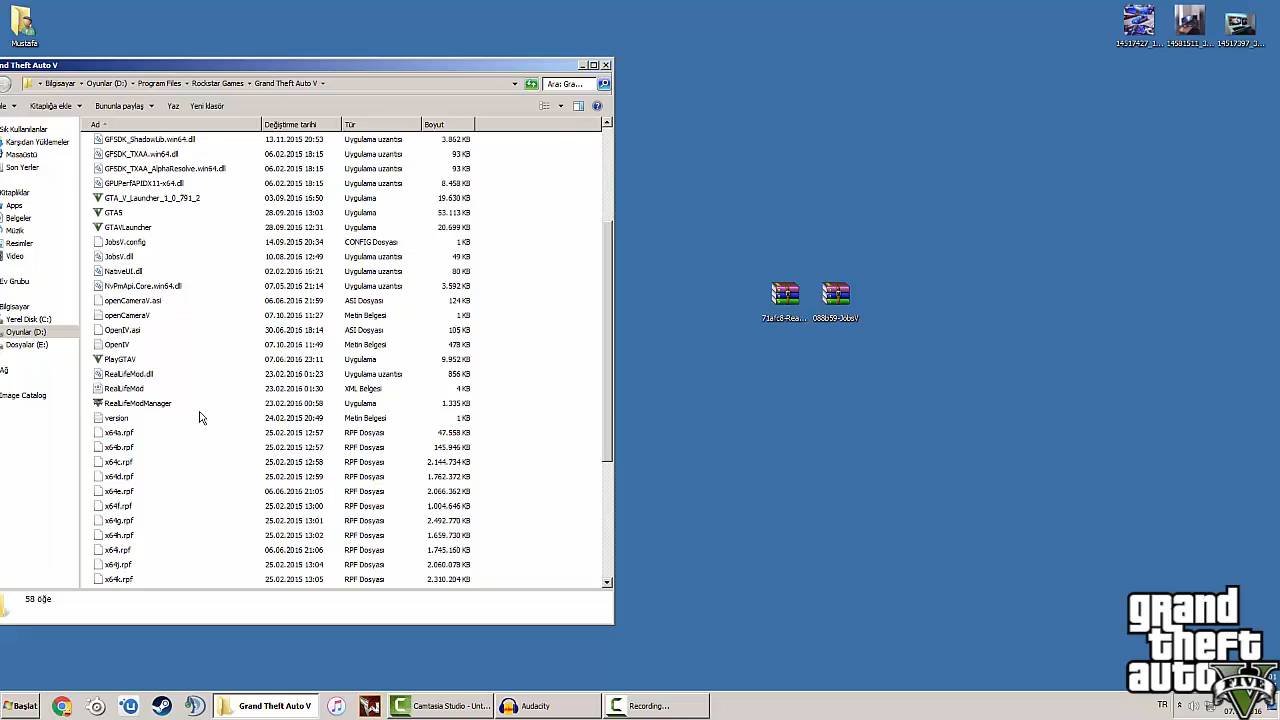 Mustafa
14517427_1...
14581511_3...
14517397_0...
nd Theft Auto V
Bilgisayar
Oyunlar (D:)
Program Files
Rockstar Games
Grand Theft Auto V
Ara: Gra...
le
Kitaplığa ekle
Bununla paylaş
Yaz
Yeni klasör
Sık Kullanılanlar
Karşıdan Yüklemeler
Masaüstü
Son Yerler
Kitaplıklar
Apps
Belgeler
Müzik
Resimler
Video
Ev Grubu
Bilgisayar
Yerel Disk (C:)
Oyunlar (D:)
Dosyalar (E:)
Ağ
Image Catalog
Ad Değiştirme tarihi Tür Boyut
GFSDK_ShadowLib.win64.dll 13.11.2015 20:53 Uygulama uzantısı 3.862 KB
GFSDK_TXAA.win64.dll 06.02.2015 18:15 Uygulama uzantısı 93 KB
GFSDK_TXAA_AlphaResolve.win64.dll 06.02.2015 18:15 Uygulama uzantısı 93 KB
GPUPerfAPIDX11-x64.dll 06.02.2015 18:15 Uygulama uzantısı 8.458 KB
GTA_V_Launcher_1_0_791_2 03.09.2016 16:50 Uygulama 19.630 KB
GTA5 28.09.2016 13:03 Uygulama 53.113 KB
GTAVLauncher 28.09.2016 12:31 Uygulama 20.699 KB
JobsV.config 14.09.2015 20:34 CONFIG Dosyası 1 KB
JobsV.dll 10.08.2016 12:49 Uygulama uzantısı 49 KB
NativeUI.dll 02.02.2016 16:21 Uygulama uzantısı 80 KB
NvPmApi.Core.win64.dll 07.05.2016 21:14 Uygulama uzantısı 3.592 KB
openCameraV.asi 06.06.2016 21:59 ASI Dosyası 124 KB
openCameraV 07.10.2016 11:27 Metin Belgesi 1 KB
OpenIV.asi 30.06.2016 18:14 ASI Dosyası 105 KB
OpenIV 07.10.2016 11:49 Metin Belgesi 478 KB
PlayGTAV 07.06.2016 23:11 Uygulama 9.952 KB
RealLifeMod.dll 23.02.2016 01:23 Uygulama uzantısı 856 KB
RealLifeMod 23.02.2016 01:30 XML Belgesi 4 KB
RealLifeModManager 23.02.2016 00:58 Uygulama 1.335 KB
version 24.02.2015 20:49 Metin Belgesi 1 KB
x64a.rpf 25.02.2015 12:57 RPF Dosyası 47.558 KB
x64b.rpf 25.02.2015 12:57 RPF Dosyası 145.946 KB
x64c.rpf 25.02.2015 12:58 RPF Dosyası 2.144.734 KB
x64d.rpf 25.02.2015 12:59 RPF Dosyası 1.762.372 KB
x64e.rpf 06.06.2016 21:05 RPF Dosyası 2.066.362 KB
x64f.rpf 25.02.2015 13:00 RPF Dosyası 1.004.646 KB
x64g.rpf 25.02.2015 13:01 RPF Dosyası 2.492.770 KB
x64h.rpf 25.02.2015 13:02 RPF Dosyası 1.745.160 KB
x64i.rpf 06.06.2016 21:06 RPF Dosyası
x64j.rpf 25.02.2015 13:04 RPF Dosyası 2.060.078 KB
x64k.rpf 25.02.2015 13:05 RPF Dosyası 2.310.204 KB
58 öğe
71afc8-Rea...
088b59-JobsV
grand
theft
auto
FIVE
Başlat
Grand Theft Auto V
Camtasia Studio - Unt...
Audacity
Recording...
TR